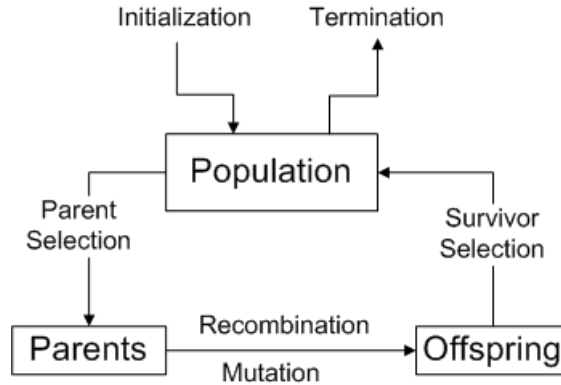 Initialization
Termination
Population
Parent
Selection
Survivor
Selection
Recombination
Parents
Offspring
Mutation